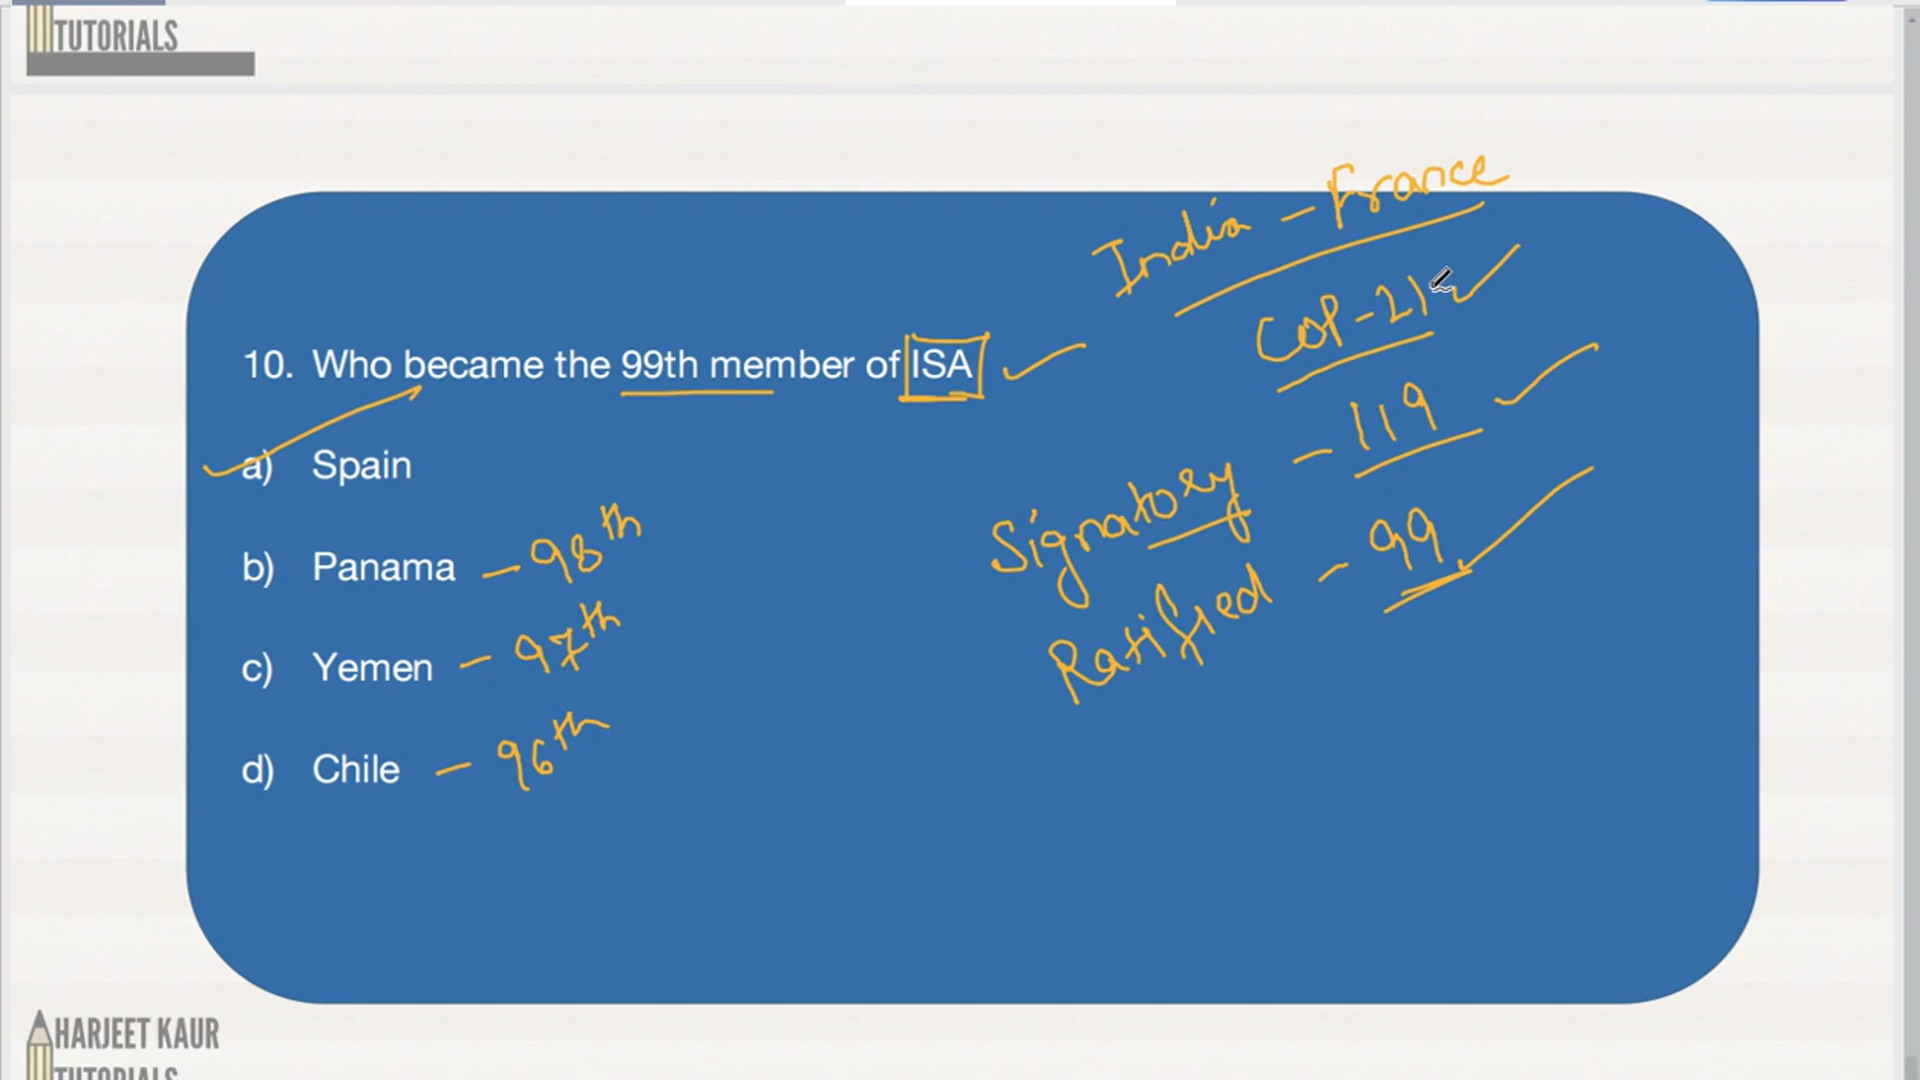 TUTORIALS
India - France
COP-21
10. Who became the 99th member of ISA
a) Spain
b) Panama - 98th
c) Yemen - 97th
d) Chile - 96th
Signatory - 119
Ratified - 99
HARJEET KAUR
TUTORIALS